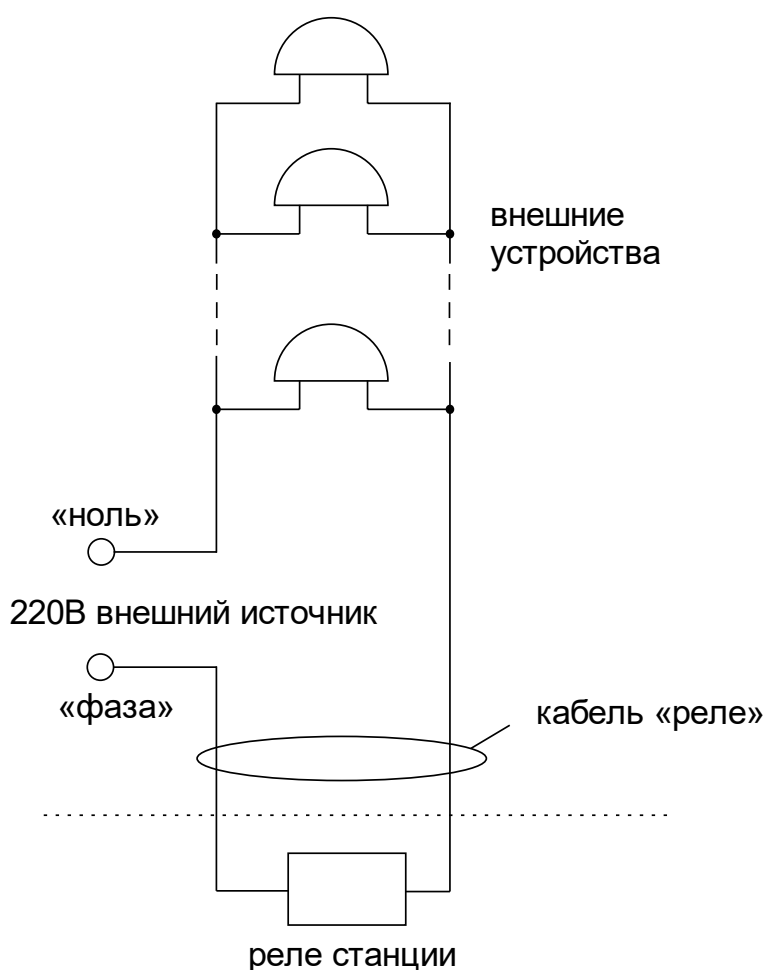 внешние
устройства
«ноль»
220В внешний источник
«фаза»
кабель «реле»
реле станции